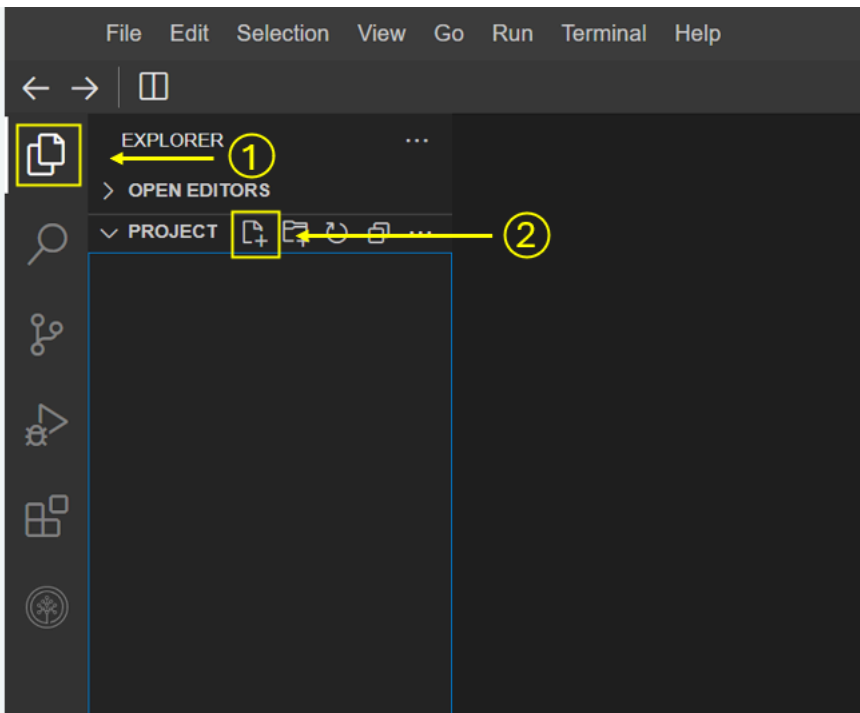 File Edit Selection View Go Run Terminal Help
EXPLORER ...
1
OPEN EDITORS
PROJECT ...
2